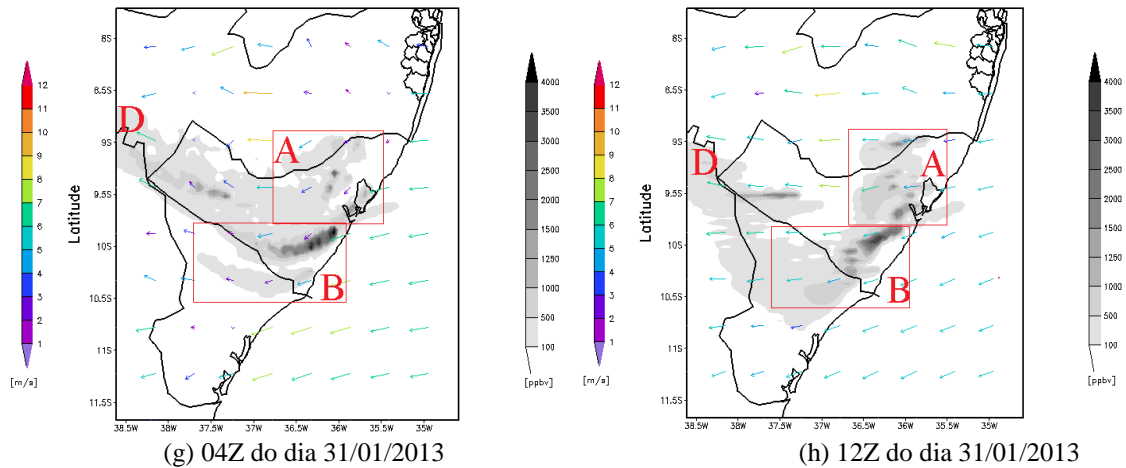 12
11
10
9
8
7
6
5
4
3
2
1
[m/s]
Latitude
8S
8.5S
9S
9.5S
10S
10.5S
11S
11.5S
38.5W
38W
37.5W
37W
36.5W
36W
35.5W
35W
A
B
D
4000
3500
3000
2500
2000
1500
1000
500
100
[ppbv]
(g) 04Z do dia 31/01/2013
12
11
10
9
8
7
6
5
4
3
2
1
[m/s]
Latitude
8S
8.5S
9S
9.5S
10S
10.5S
11S
11.5S
38.5W
38W
37.5W
37W
36.5W
36W
35.5W
35W
A
B
D
4000
3500
3000
2500
2000
1500
1000
500
100
[ppbv]
(h) 12Z do dia 31/01/2013